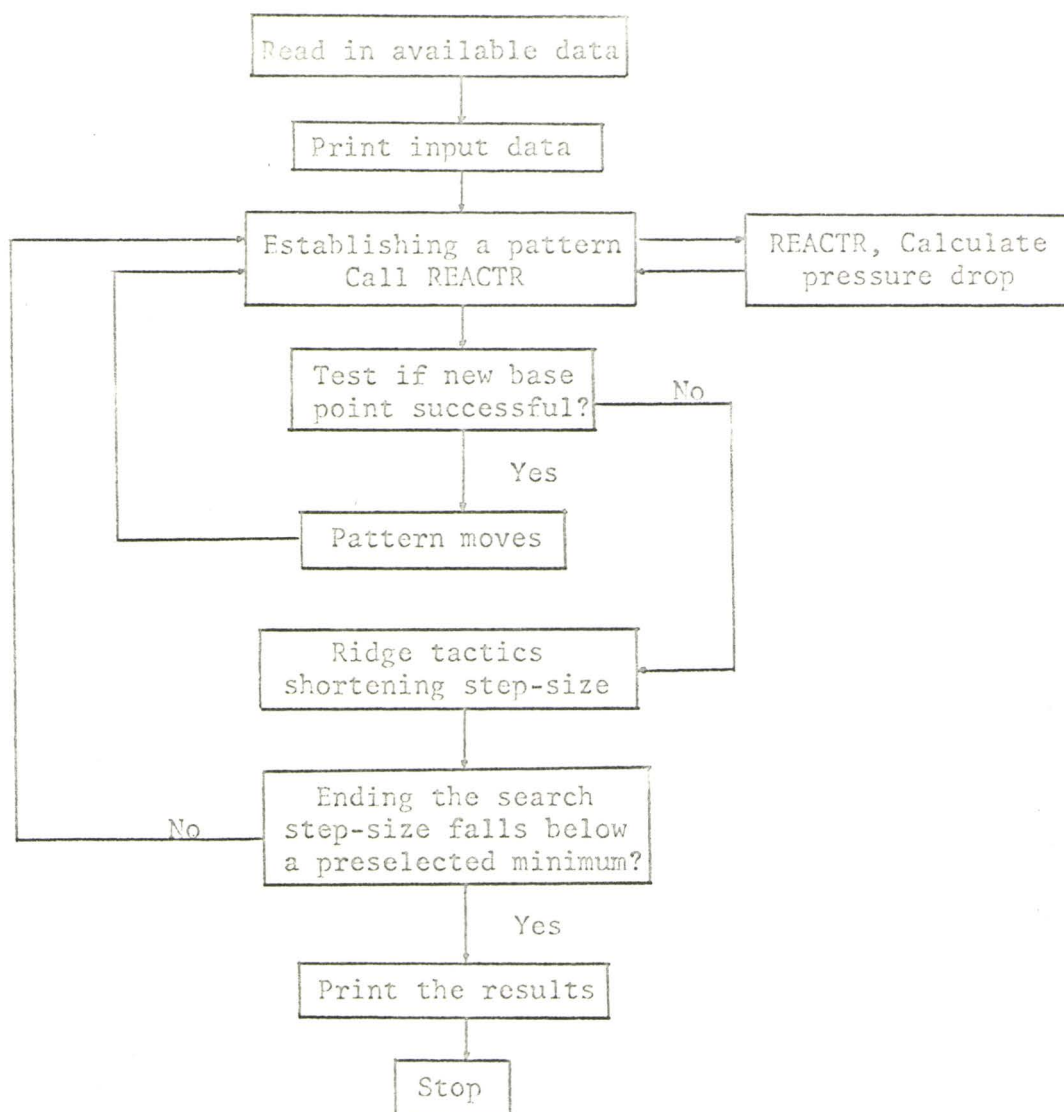 Read in available data
Print input data
Establishing a pattern
Call REACTR
REACTR, Calculate
pressure drop
Test if new base
point successful?
No
Yes
Pattern moves
Ridge tactics
shortening step-size
Ending the search
step-size falls below
a preselected minimum?
No
Yes
Print the results
Stop